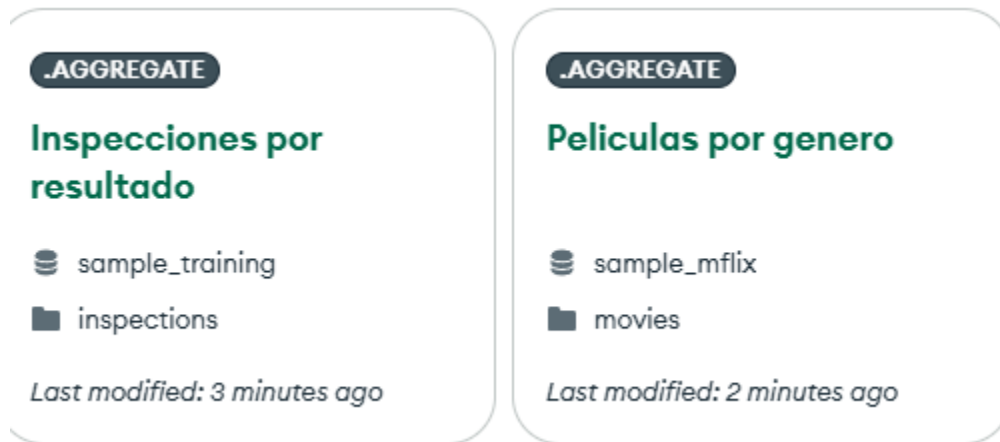 .AGGREGATE
Inspecciones por
resultado
sample_training
inspections
Last modified: 3 minutes ago
.AGGREGATE
Peliculas por genero
sample_mflix
movies
Last modified: 2 minutes ago